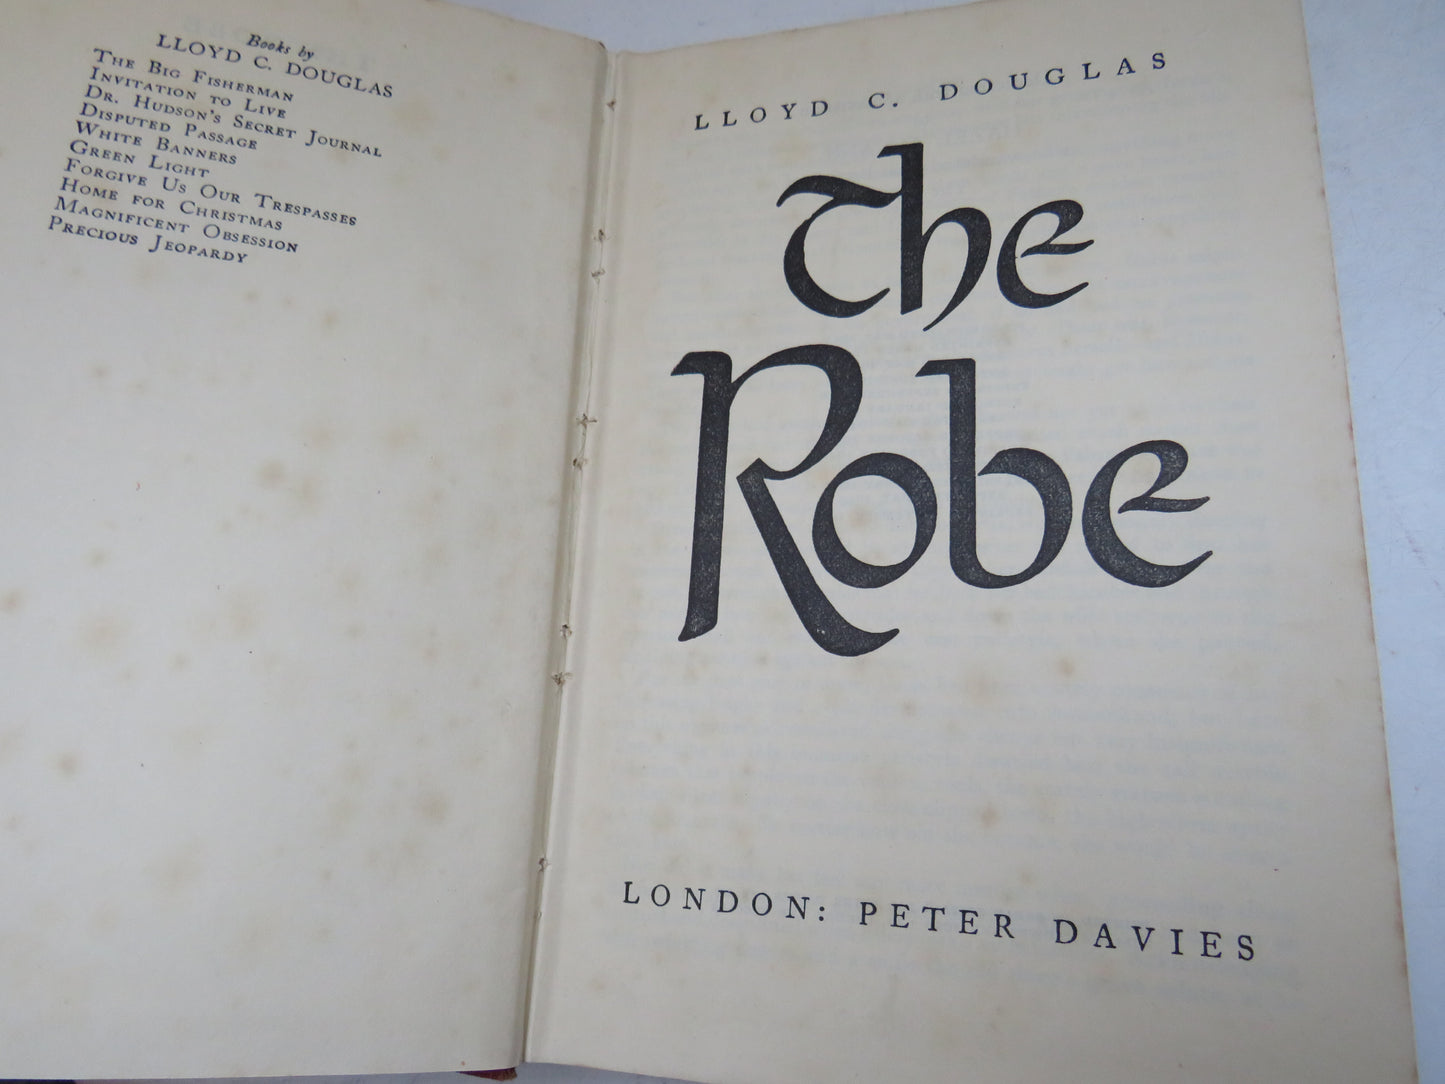 Books by
LLOYD C. DOUGLAS
THE BIG FISHERMAN
INVITATION TO LIVE
DR. HUDSON'S SECRET JOURNAL
DISPUTED PASSAGE
WHITE BANNERS
GREEN LIGHT
FORGIVE US OUR TRESPASSES
HOME FOR CHRISTMAS
MAGNIFICENT OBSESSION
PRECIOUS JEOPARDY
LLOYD C. DOUGLAS
The
Robe
LONDON: PETER DAVIES